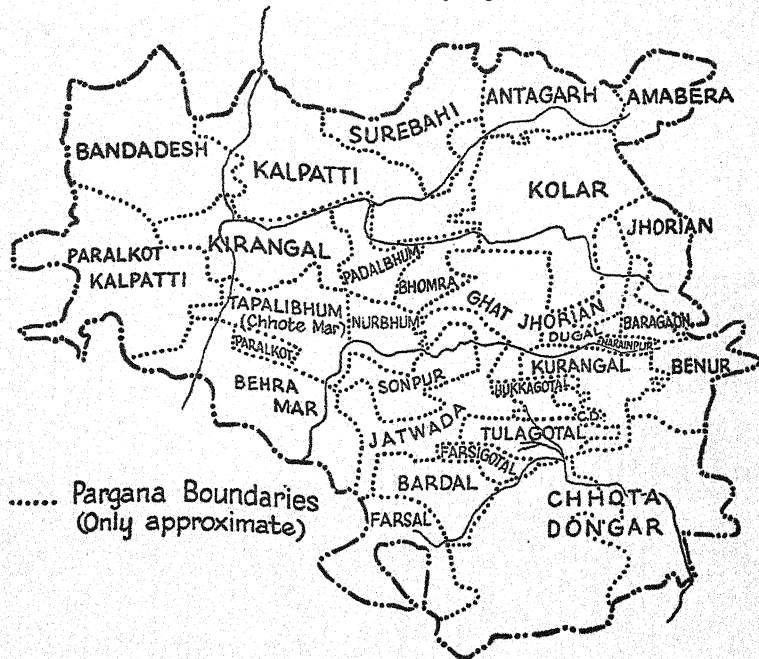 ANTAGARH
AMABERA
SUREBAHI
BANDADESH
KALPATTI
KOLAR
JHORIAN
PARALKOT
KALPATTI
KIRANGAL
PADALBHUM
BHOMRA
GHAT JHORIAN
TAPALIBHUM
(Chhote Mar)
NURBHUM
DUGAL
BARAGAON
NARAINPUR
PARALKOT
KURANGAL
BENUR
BEHRA
MAR
SONPUR
HUKKAGOTAL
C.D.
JATWADA
TULAGOTAL
FARSIGOTAL
BARDAL
CHHOTA
DONGAR
FARSAL
...... Pargana Boundaries
(Only approximate)